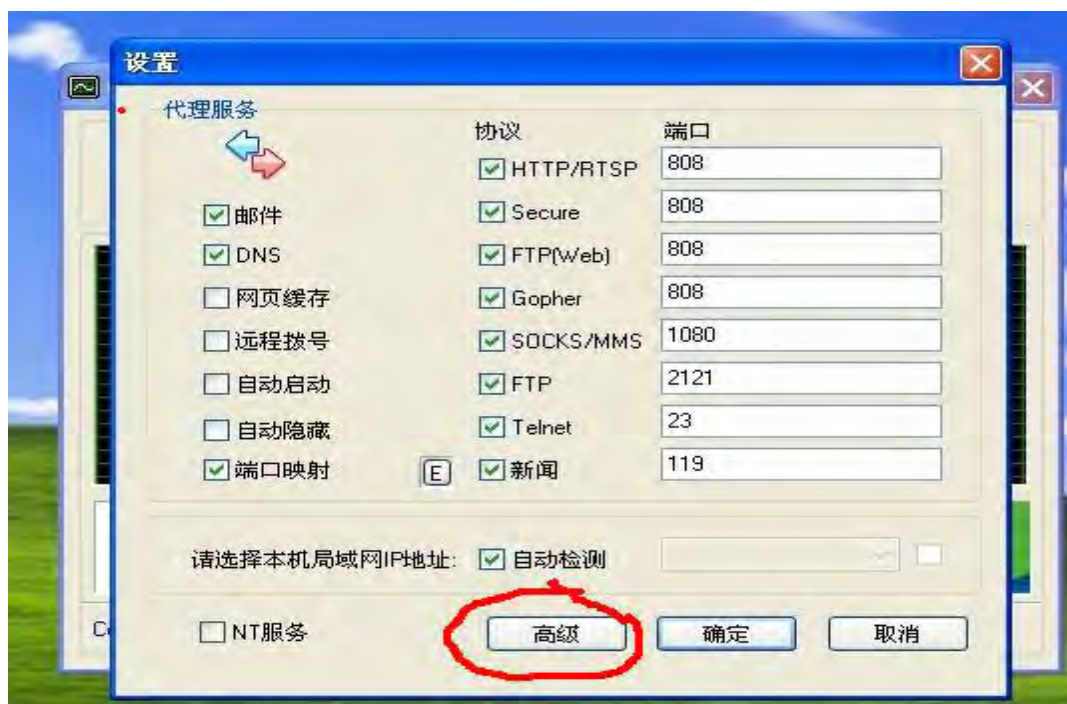 设置
代理服务
协议 端口
HTTP/RTSP 808
邮件 Secure 808
DNS FTP(Web) 808
网页缓存 Gopher 808
远程拨号 SOCKS/MMS 1080
自动启动 FTP 2121
自动隐藏 Telnet 23
端口映射 E 新闻 119
请选择本机局域网IP地址: 自动检测
NT服务 高级 确定 取消